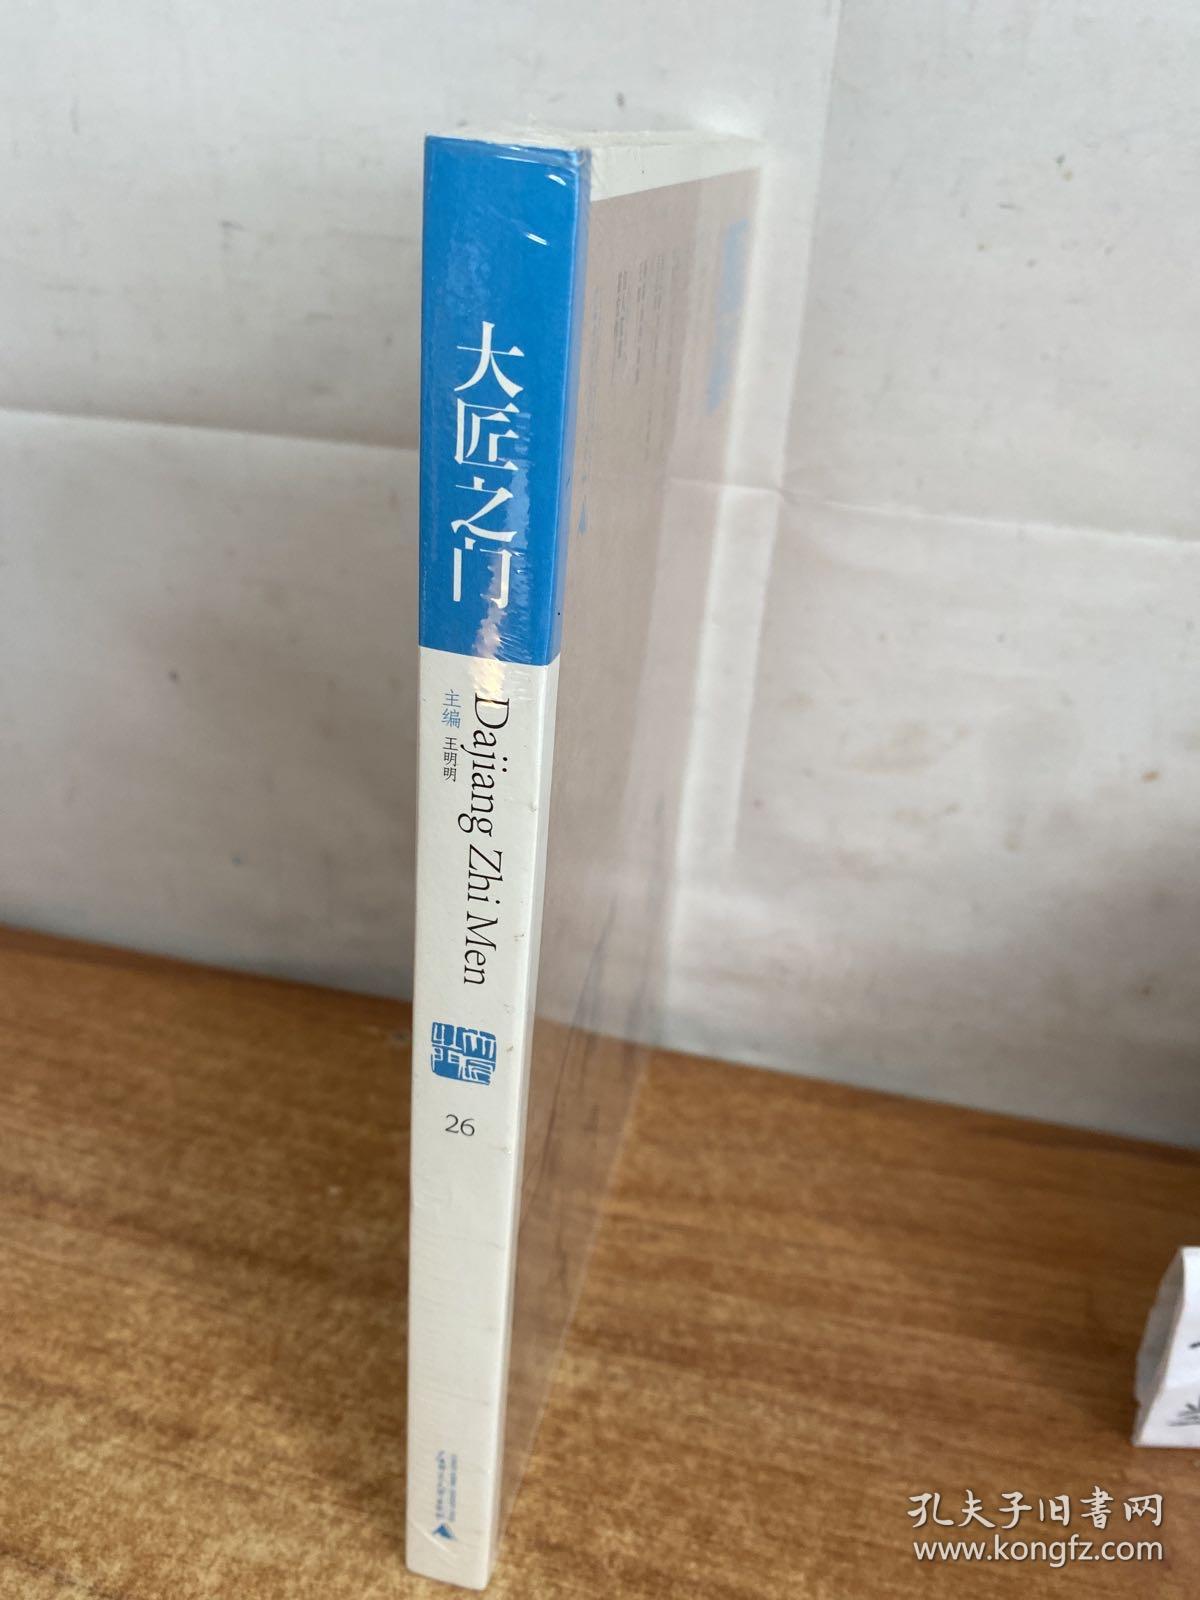 大匠之门
Dajiang Zhi Men
主编 王明明
26
孔夫子旧書网
www.kongfz.com